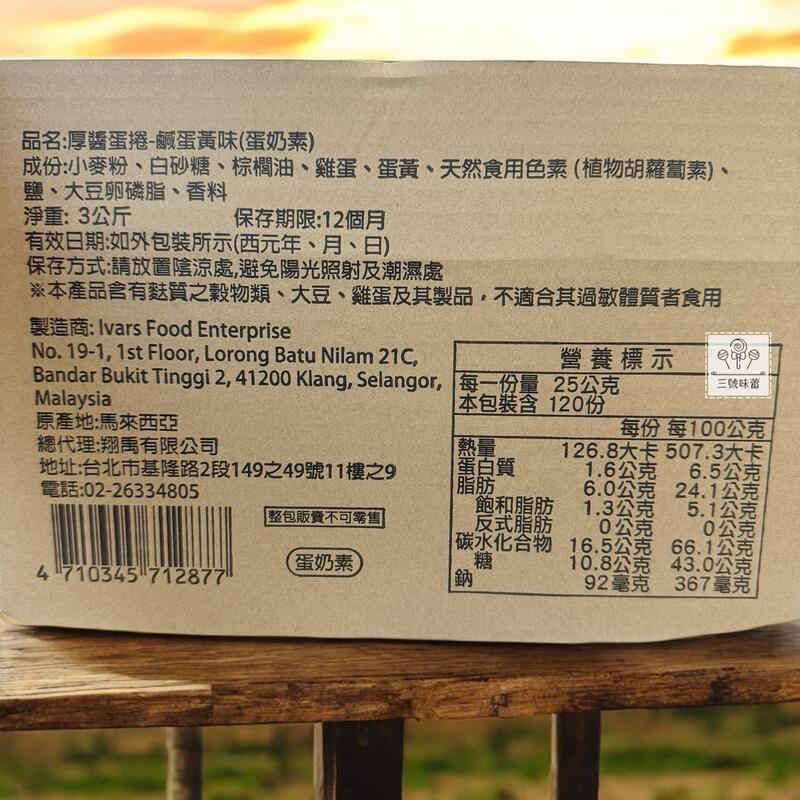 品名:厚醬蛋捲-鹹蛋黃味(蛋奶素)
成份:小麥粉、白砂糖、棕櫚油、雞蛋、蛋黃、天然食用色素(植物胡蘿蔔素)、
鹽、大豆卵磷脂、香料
淨重: 3公斤 保存期限:12個月
有效日期:如外包裝所示(西元年、月、日)
保存方式:請放置陰涼處,避免陽光照射及潮濕處
※本產品含有麩質之穀物類、大豆、雞蛋及其製品,不適合其過敏體質者食用
製造商: Ivars Food Enterprise
No. 19-1, 1st Floor, Lorong Batu Nilam 21C,
Bandar Bukit Tinggi 2, 41200 Klang, Selangor,
Malaysia
原產地:馬來西亞
總代理:翔禹有限公司
地址:台北市基隆路2段149之49號11樓之9
電話:02-26334805
整包販賣不可零售
蛋奶素
4 710345 712877
三號味蕾
營養標示
每一份量 25公克
本包裝含 120份
每份 每100公克
熱量 126.8大卡 507.3大卡
蛋白質 1.6公克 6.5公克
脂肪 6.0公克 24.1公克
飽和脂肪 1.3公克 5.1公克
反式脂肪 0公克 0公克
碳水化合物 16.5公克 66.1公克
糖 10.8公克 43.0公克
鈉 92毫克 367毫克